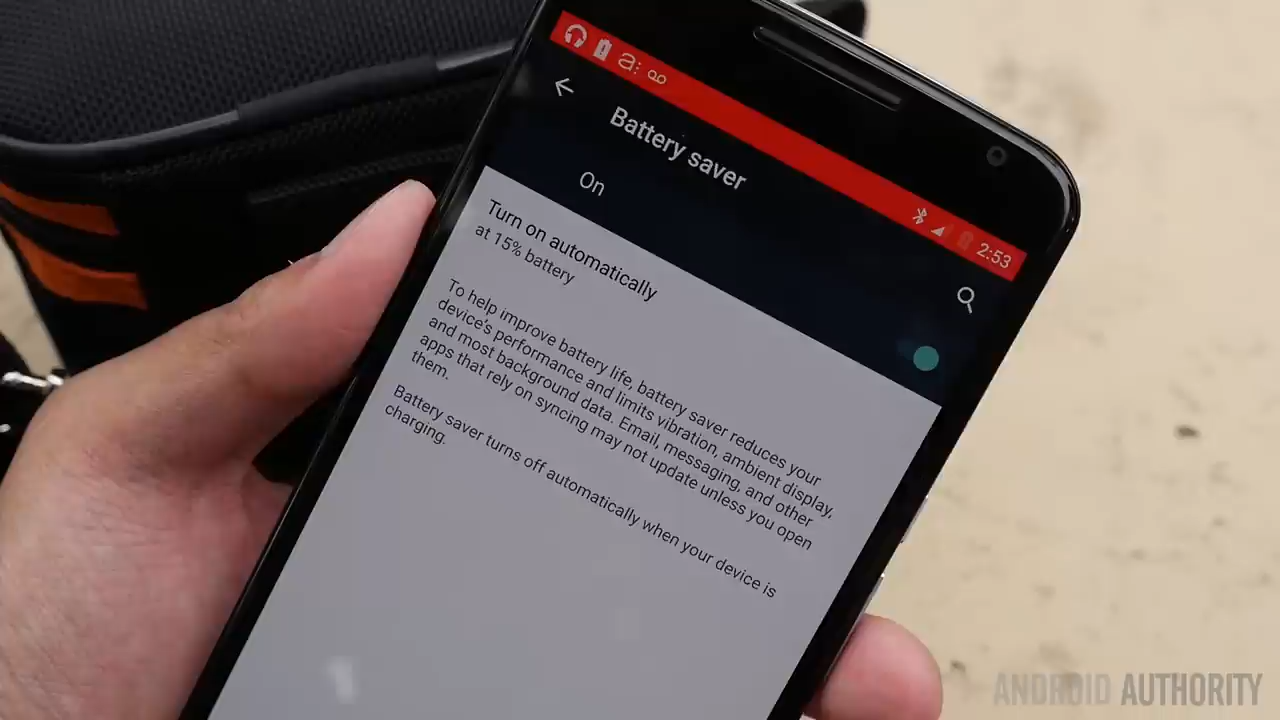 2:53
Battery saver
On
Turn on automatically
at 15% battery
To help improve battery life, battery saver reduces your
device's performance and limits vibration, ambient display,
and most background data. Email, messaging, and other
apps that rely on syncing may not update unless you open
them.
Battery saver turns off automatically when your device is
charging.
ANDROID AUTHORITY